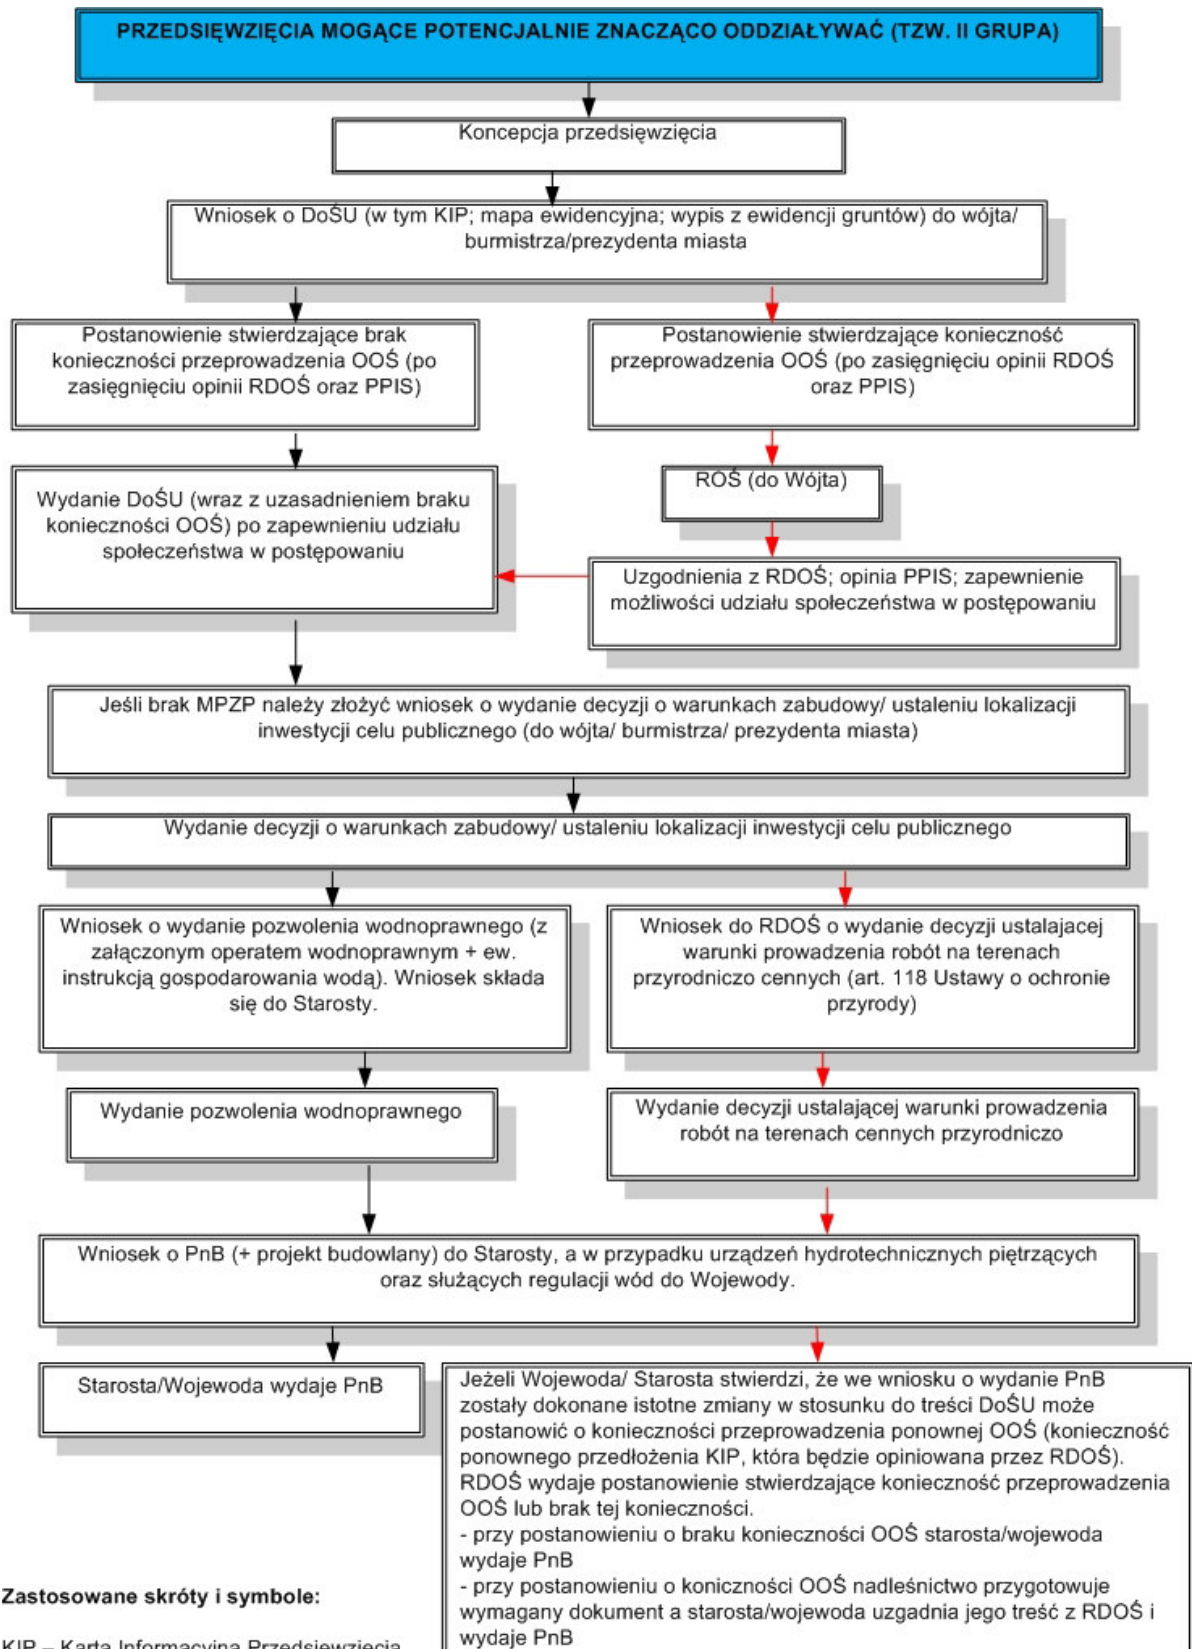 PRZEDSIĘWZIĘCIA MOGĄCE POTENCJALNIE ZNACZĄCO ODDZIAŁYWAĆ (TZW. II GRUPA)
Koncepcja przedsięwzięcia
Wniosek o DoŚU (w tym KIP; mapa ewidencyjna; wypis z ewidencji gruntów) do wójta/
burmistrza/prezydenta miasta
Postanowienie stwierdzające brak
konieczności przeprowadzenia OOŚ (po
zasięgnięciu opinii RDOŚ oraz PPIS)
Postanowienie stwierdzające konieczność
przeprowadzenia OOŚ (po zasięgnięciu opinii RDOŚ
oraz PPIS)
Wydanie DoŚU (wraz z uzasadnieniem braku
konieczności OOŚ) po zapewnieniu udziału
społeczeństwa w postępowaniu
ROŚ (do Wójta)
Uzgodnienia z RDOŚ; opinia PPIS; zapewnienie
możliwości udziału społeczeństwa w postępowaniu
Jeśli brak MPZP należy złożyć wniosek o wydanie decyzji o warunkach zabudowy/ ustaleniu lokalizacji
inwestycji celu publicznego (do wójta/ burmistrza/ prezydenta miasta)
Wydanie decyzji o warunkach zabudowy/ ustaleniu lokalizacji inwestycji celu publicznego
Wniosek o wydanie pozwolenia wodnoprawnego (z
załączonym operatem wodnoprawnym + ew.
instrukcją gospodarowania wodą). Wniosek składa
się do Starosty.
Wniosek do RDOŚ o wydanie decyzji ustalajacej
warunki prowadzenia robót na terenach
przyrodniczo cennych (art. 118 Ustawy o ochronie
przyrody)
Wydanie pozwolenia wodnoprawnego
Wydanie decyzji ustalającej warunki prowadzenia
robót na terenach cennych przyrodniczo
Wniosek o PnB (+ projekt budowlany) do Starosty, a w przypadku urządzeń hydrotechnicznych piętrzących
oraz służących regulacji wód do Wojewody.
Starosta/Wojewoda wydaje PnB
Jeżeli Wojewoda/ Starosta stwierdzi, że we wniosku o wydanie PnB
zostały dokonane istotne zmiany w stosunku do treści DoŚU może
postanowić o konieczności przeprowadzenia ponownej OOŚ (konieczność
ponownego przedłożenia KIP, która będzie opiniowana przez RDOŚ).
RDOŚ wydaje postanowienie stwierdzające konieczność przeprowadzenia
OOŚ lub brak tej konieczności.
- przy postanowieniu o braku konieczności OOŚ starosta/wojewoda
wydaje PnB
- przy postanowieniu o koniczności OOŚ nadleśnictwo przygotowuje
wymagany dokument a starosta/wojewoda uzgadnia jego treść z RDOŚ i
wydaje PnB
Zastosowane skróty i symbole:
KIP – Karta Informacyjna Przedsięwzięcia